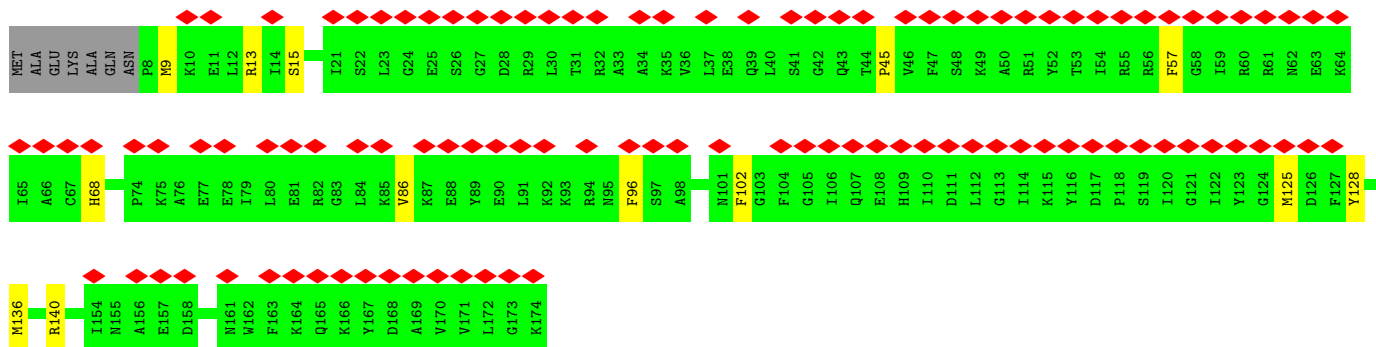 MET ALA GLU LYS ALA GLN ASN P8 M9 K10 E11 L12 R13 I14 S15 I21 S22 L23 G24 E25 S26 G27 D28 R29 L30 T31 R32 A33 A34 K35 V36 L37 E38 Q39 L40 S41 G42 Q43 T44 P45 V46 F47 S48 K49 A50 R51 Y52 T53 I54 R55 R56 F57 G58 I59 R60 R61 N62 E63 K64
I65 A66 C67 H68 P74 K75 A76 E77 E78 I79 L80 E81 R82 G83 L84 K85 V86 K87 E88 Y89 E90 L91 K92 K93 R94 N95 F96 S97 A98 N101 F102 G103 F104 G105 I106 Q107 E108 H109 I110 D111 L112 G113 I114 K115 Y116 D117 P118 S119 I120 G121 I122 Y123 G124 M125 D126 F127 Y128
M136 R140 I154 N155 A156 E157 D158 N161 W162 F163 K164 Q165 K166 Y167 D168 A169 V170 V171 L172 G173 K174